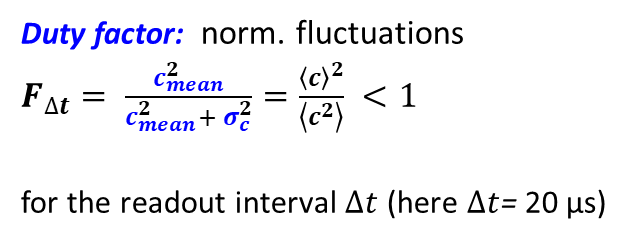 Duty factor: norm. fluctuations
F_Δt = c²_mean / (c²_mean + σ²_c) = ⟨c⟩² / ⟨c²⟩ < 1
for the readout interval Δt (here Δt= 20 µs)